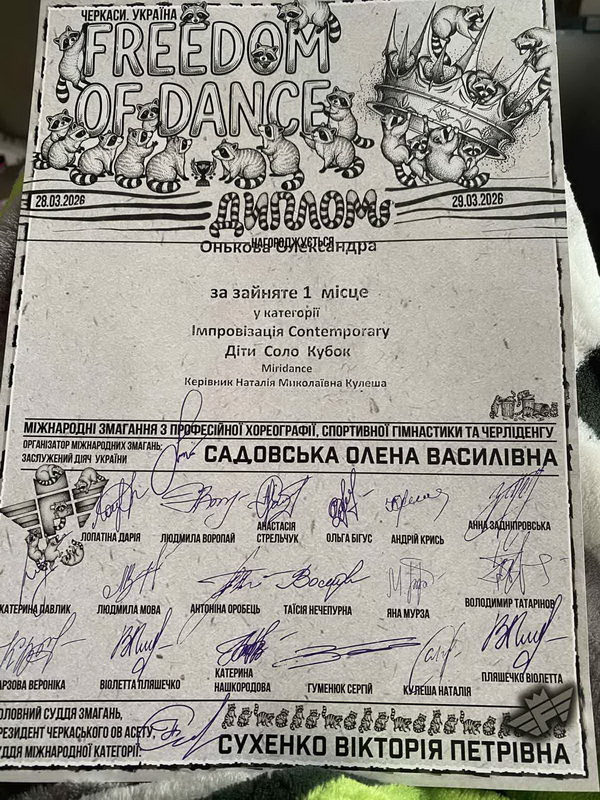 ЧЕРКАСИ. УКРАЇНА
FREEDOM
OF DANCE
28.03.2026
29.03.2026
ДИПЛОМ
НАГОРОДЖУЄТЬСЯ
Онькова Олександра
за зайняте 1 місце
у категорії
Імпровізація Contemporary
Діти Соло Кубок
Miridance
Керівник Наталія Миколаївна Кулеша
МІЖНАРОДНІ ЗМАГАННЯ З ПРОФЕСІЙНОЇ ХОРЕОГРАФІЇ, СПОРТИВНОЇ ГІМНАСТИКИ ТА ЧЕРЛІДЕНГУ
ОРГАНІЗАТОР МІЖНАРОДНИХ ЗМАГАНЬ:
ЗАСЛУЖЕНИЙ ДІЯЧ УКРАЇНИ
САДОВСЬКА ОЛЕНА ВАСИЛІВНА
ЛОПАТІНА ДАРІЯ
ЛЮДМИЛА ВОРОПАЙ
АНАСТАСІЯ
СТРЕЛЬЧУК
ОЛЬГА БІГУС
АНДРІЙ КРИСЬ
АННА ЗАДНІПРОВСЬКА
КАТЕРИНА ПАВЛИК
ЛЮДМИЛА МОВА
АНТОНІНА ОРОБЕЦЬ
ТАЇСІЯ НЕЧЕПУРНА
ЯНА МУРЗА
ВОЛОДИМИР ТАТАРІНОВ
АРЗОВА ВЕРОНІКА
ВІОЛЕТТА ПЛЯШЕЧКО
КАТЕРИНА
НАШКОРОДОВА
ГУМЕНЮК СЕРГІЙ
КУЛЕША НАТАЛІЯ
ПЛЯШЕЧКО ВІОЛЕТТА
ГОЛОВНИЙ СУДДЯ ЗМАГАНЬ,
ПРЕЗИДЕНТ ЧЕРКАСЬКОГО ОВ АСЕТУ,
СУДДЯ МІЖНАРОДНОЇ КАТЕГОРІЇ:
СУХЕНКО ВІКТОРІЯ ПЕТРІВНА